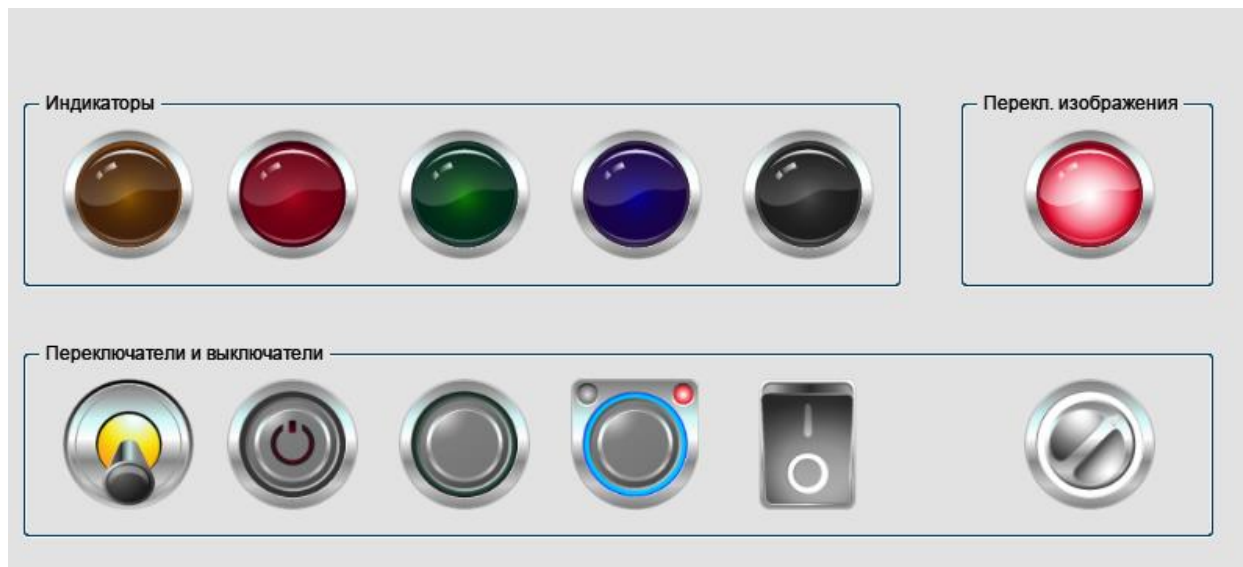 Индикаторы
Перекл. изображения
Переключатели и выключатели